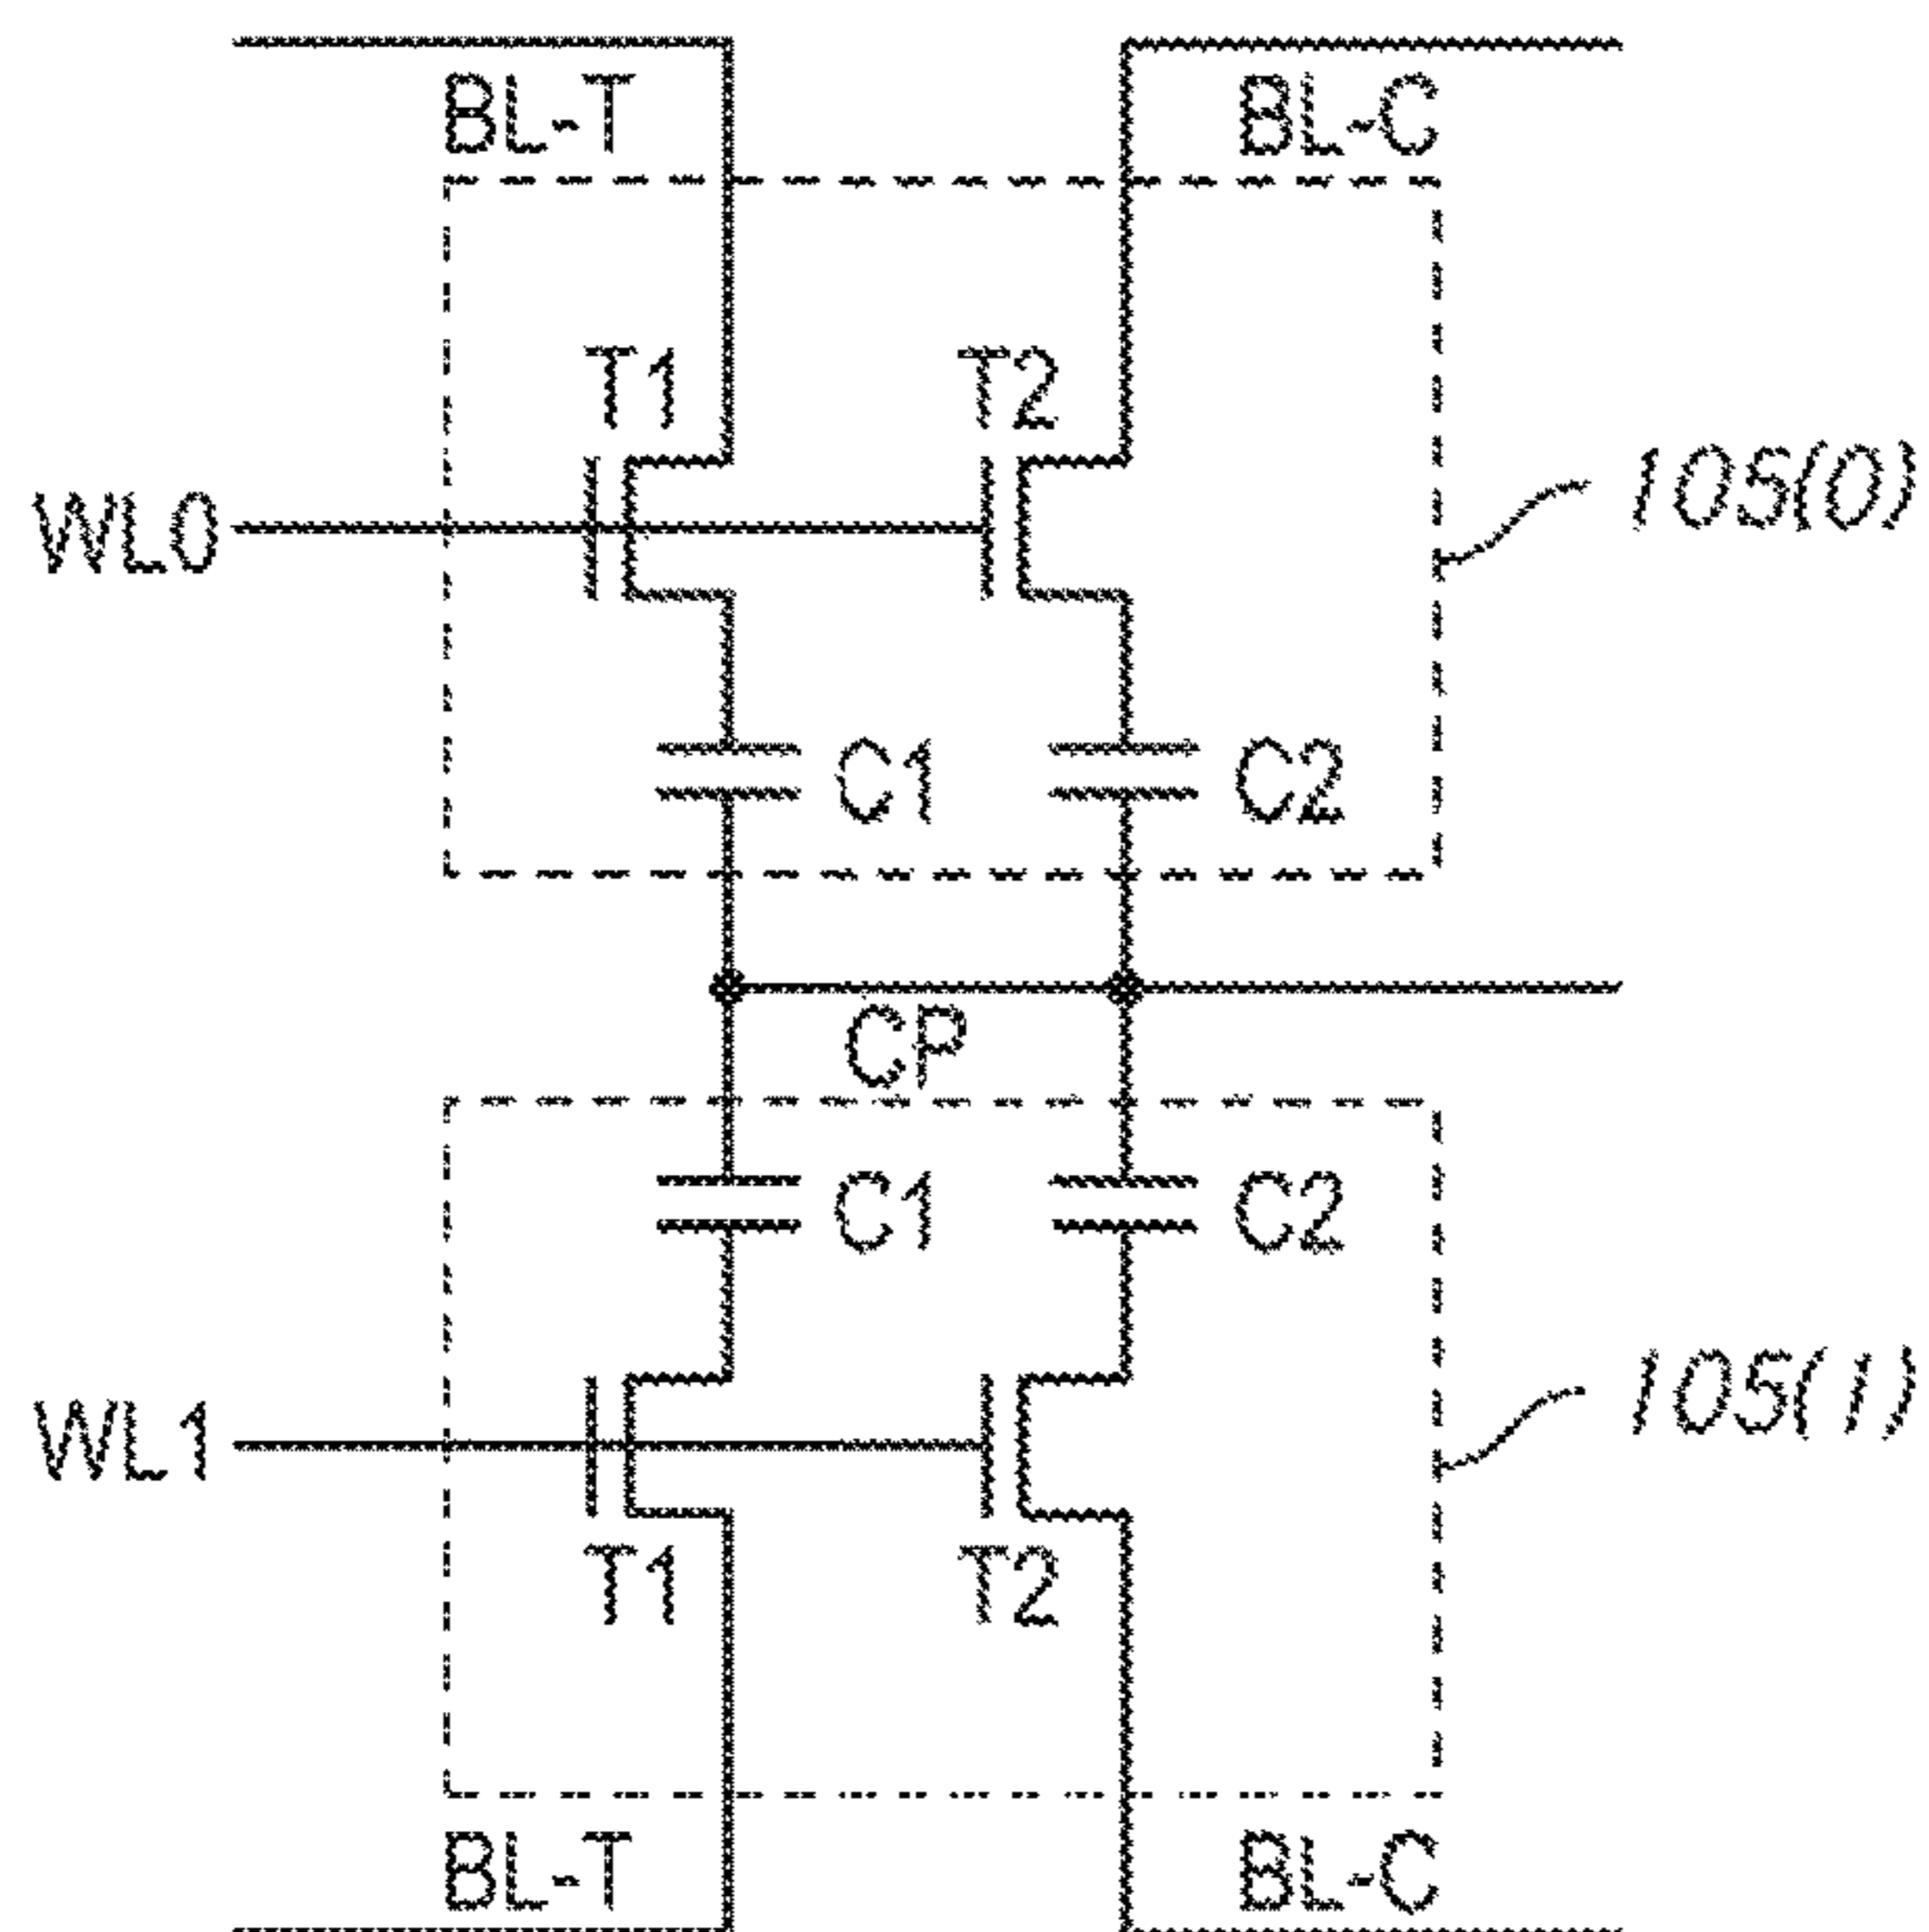 BL-T BL-C
T1 T2
WL0 105(0)
C1 C2
CP
C1 C2
WL1 105(1)
T1 T2
BL-T BL-C